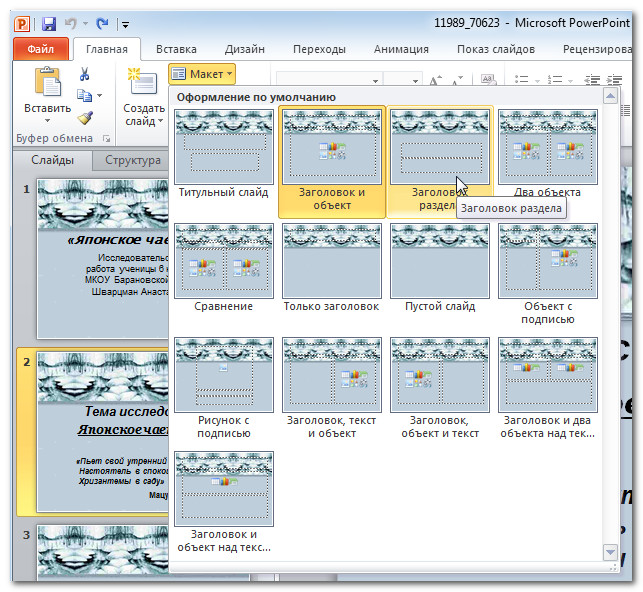 11989_70623 - Microsoft PowerPoint
Файл Главная Вставка Дизайн Переходы Анимация Показ слайдов Рецензирова
Вставить
Создать
слайд
Макет
Буфер обмена
Слайды Структура
Оформление по умолчанию
Титульный слайд
Заголовок и
объект
Заголовок
раздела
Два объекта
Заголовок раздела
Сравнение
Только заголовок
Пустой слайд
Объект с
подписью
Рисунок с
подписью
Заголовок, текст
и объект
Заголовок,
объект и текст
Заголовок и два
объекта над тек...
Заголовок и
объект над текс...
1
«Японское чае
Исследовательс
работа ученицы 6 к
МКОУ Барановской
Шварцман Анаста
2
Тема исследо
Японское чаеп
«Пьет свой утренний
Настоятель в спокой
Хризантемы в саду»
Мацу
3